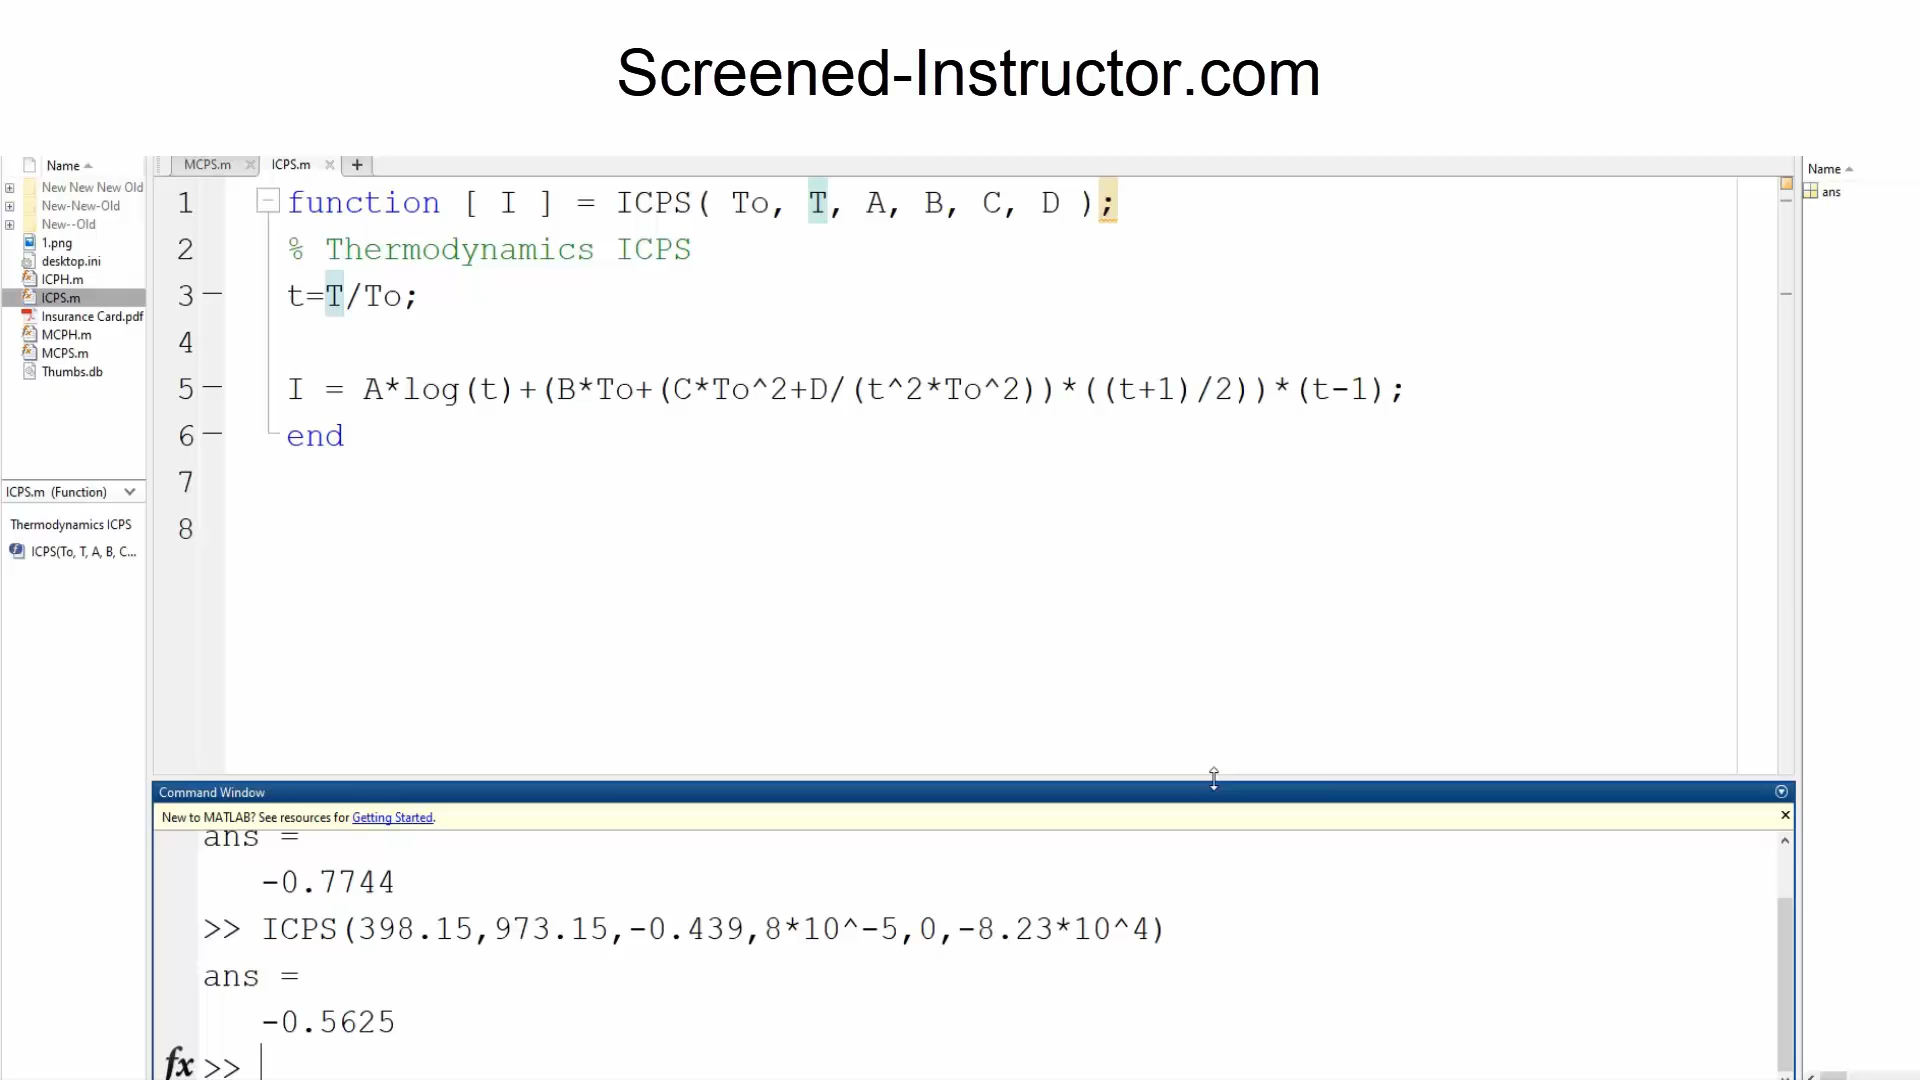 Screened-Instructor.com
Name
New New New Old
New-New-Old
New--Old
1.png
desktop.ini
ICPH.m
ICPS.m
Insurance Card.pdf
MCPH.m
MCPS.m
Thumbs.db
ICPS.m (Function)
Thermodynamics ICPS
ICPS(To, T, A, B, C...
MCPS.m
ICPS.m
1 function [ I ] = ICPS( To, T, A, B, C, D );
2 % Thermodynamics ICPS
3 t=T/To;
4
5 I = A*log(t)+(B*To+(C*To^2+D/(t^2*To^2))*((t+1)/2))*(t-1);
6 end
7
8
Command Window
New to MATLAB? See resources for Getting Started.
ans =
-0.7744
>> ICPS(398.15,973.15,-0.439,8*10^-5,0,-8.23*10^4)
ans =
-0.5625
fx >>
Name
ans